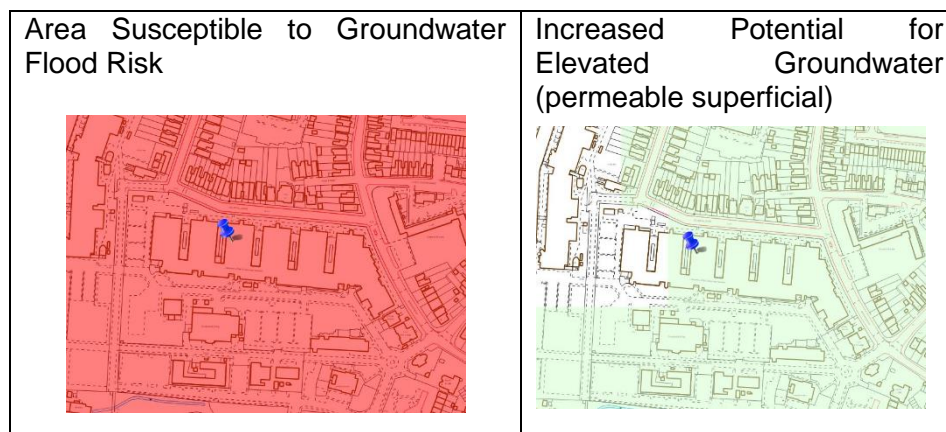 Area Susceptible to Groundwater
Flood Risk
Increased Potential for
Elevated Groundwater
(permeable superficial)